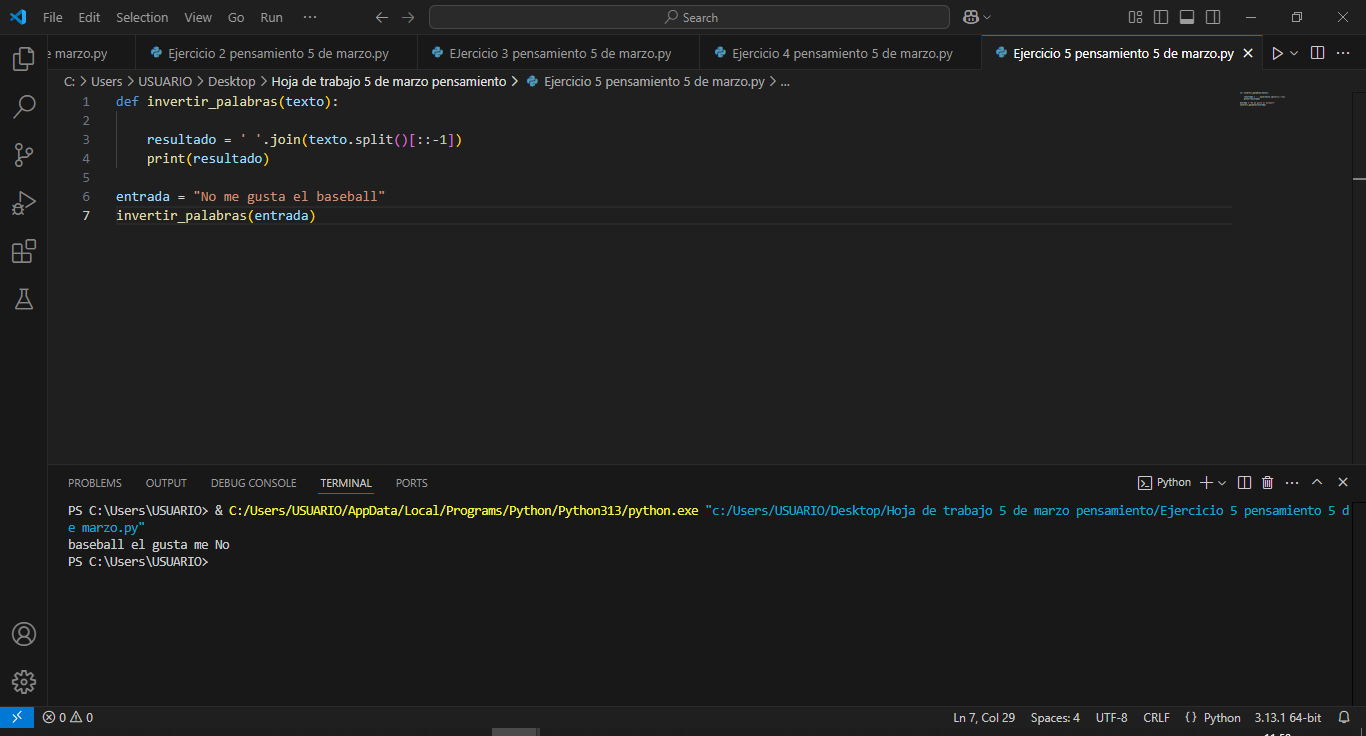 File Edit Selection View Go Run ··· Search
e marzo.py Ejercicio 2 pensamiento 5 de marzo.py EJercicio 3 pensamiento 5 de marzo.py Ejercicio 4 pensamiento 5 de marzo.py Ejercicio 5 pensamiento 5 de marzo.py
C: > Users > USUARIO > Desktop > Hoja de trabajo 5 de marzo pensamiento > Ejercicio 5 pensamiento 5 de marzo.py > ...
1 def invertir_palabras(texto):
2
3     resultado = ' '.join(texto.split()[::-1])
4     print(resultado)
5
6 entrada = "No me gusta el baseball"
7 invertir_palabras(entrada)
PROBLEMS OUTPUT DEBUG CONSOLE TERMINAL PORTS Python
PS C:\Users\USUARIO> & C:/Users/USUARIO/AppData/Local/Programs/Python/Python313/python.exe "c:/Users/USUARIO/Desktop/Hoja de trabajo 5 de marzo pensamiento/Ejercicio 5 pensamiento 5 d
e marzo.py"
baseball el gusta me No
PS C:\Users\USUARIO>
0 0 Ln 7, Col 29 Spaces: 4 UTF-8 CRLF {} Python 3.13.1 64-bit